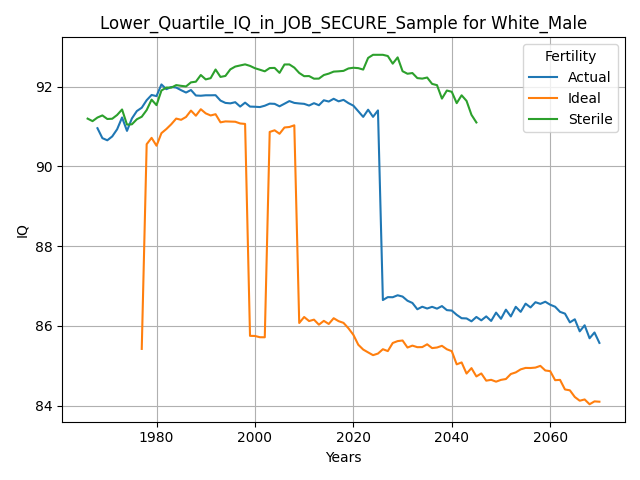 Lower_Quartile_IQ_in_JOB_SECURE_Sample for White_Male
Fertility
Actual
Ideal
Sterile
IQ
92
90
88
86
84
1980
2000
2020
2040
2060
Years